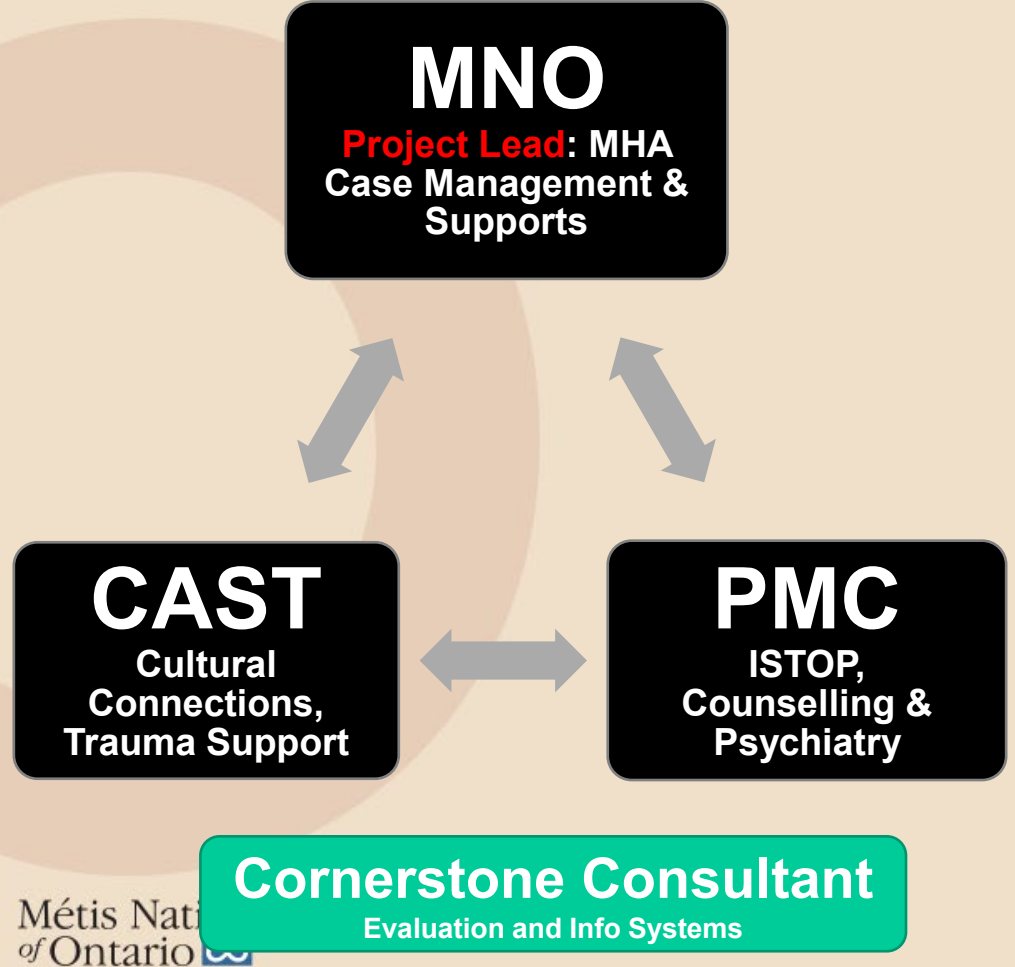 MNO
Project Lead: MHA
Case Management &
Supports
CAST
Cultural
Connections,
Trauma Support
PMC
ISTOP,
Counselling &
Psychiatry
Cornerstone Consultant
Evaluation and Info Systems
Métis Nati
of Ontario